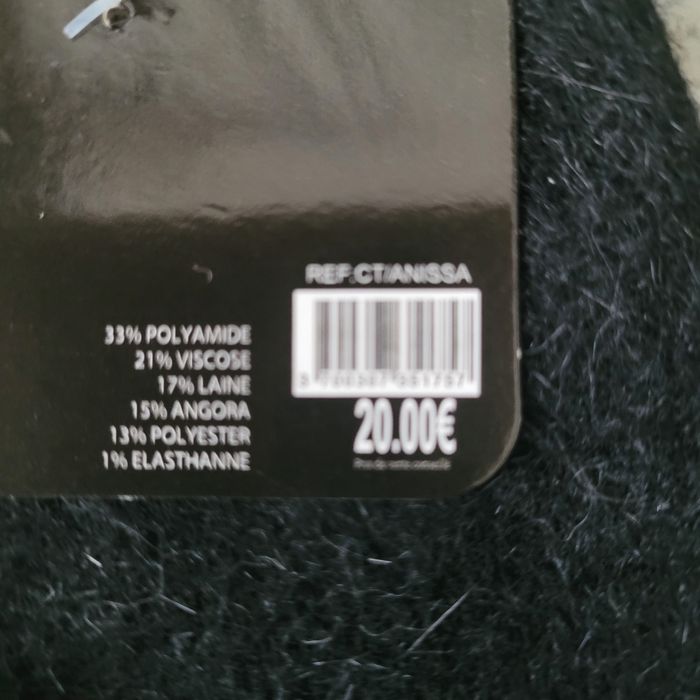 REF:CT/ANISSA
33% POLYAMIDE
21% VISCOSE
17% LAINE
15% ANGORA
13% POLYESTER
1% ELASTHANNE
20.00€